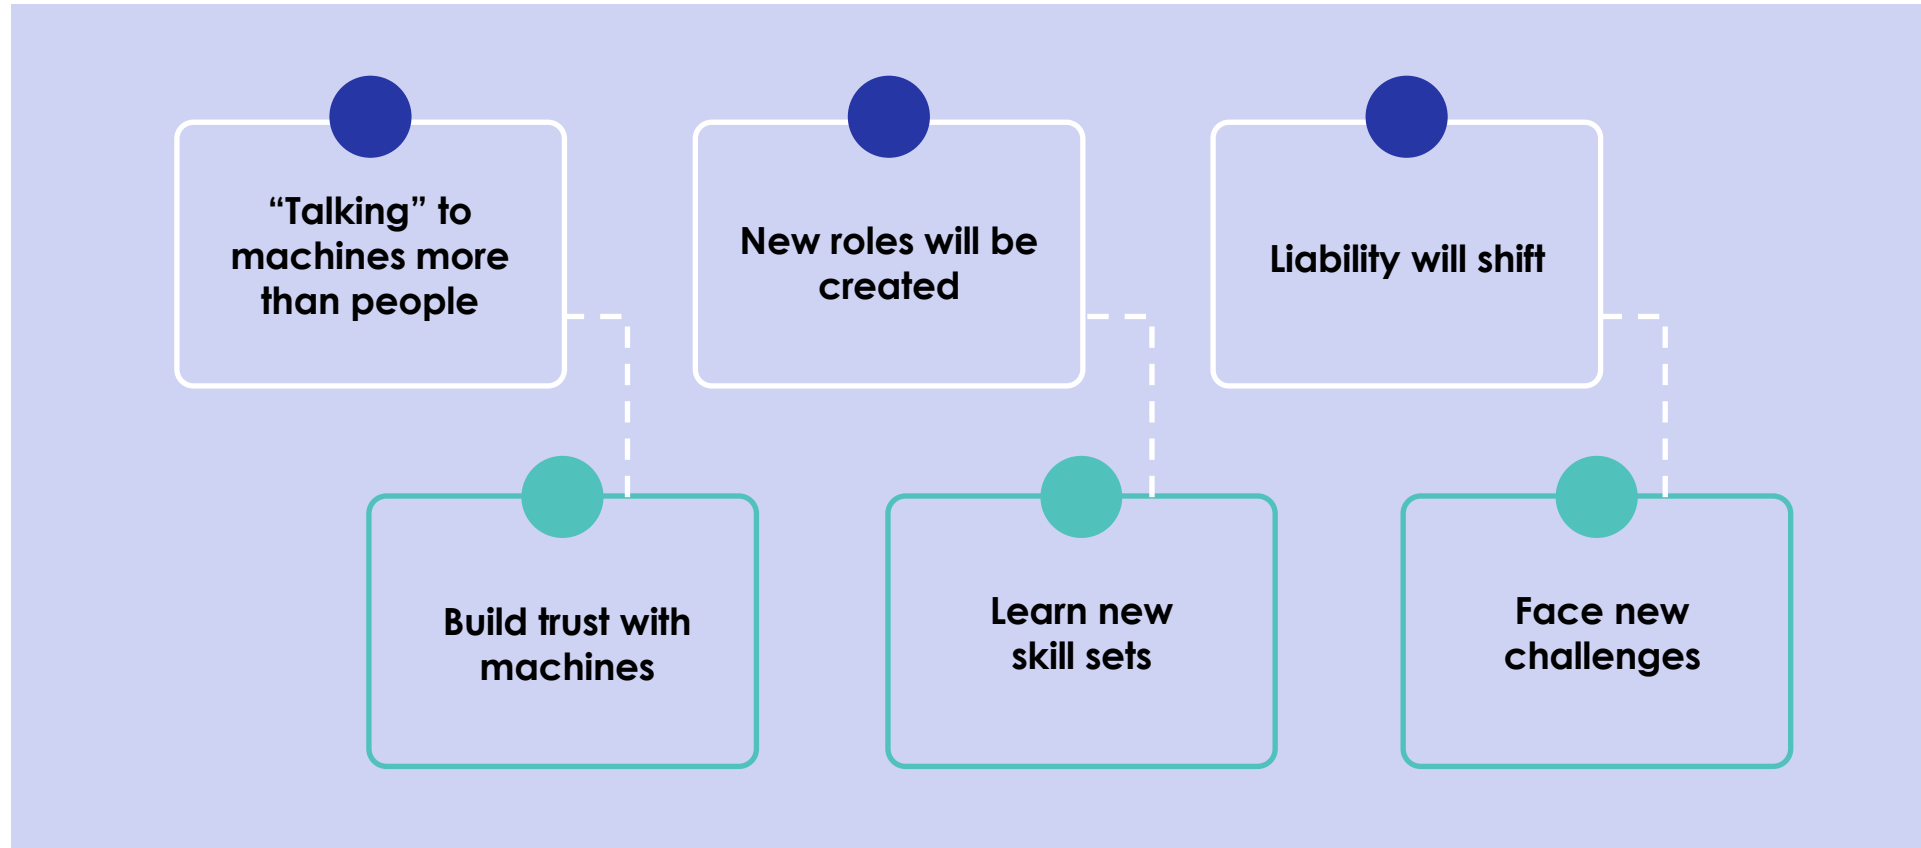 “Talking” to
machines more
than people
New roles will be
created
Liability will shift
Build trust with
machines
Learn new
skill sets
Face new
challenges